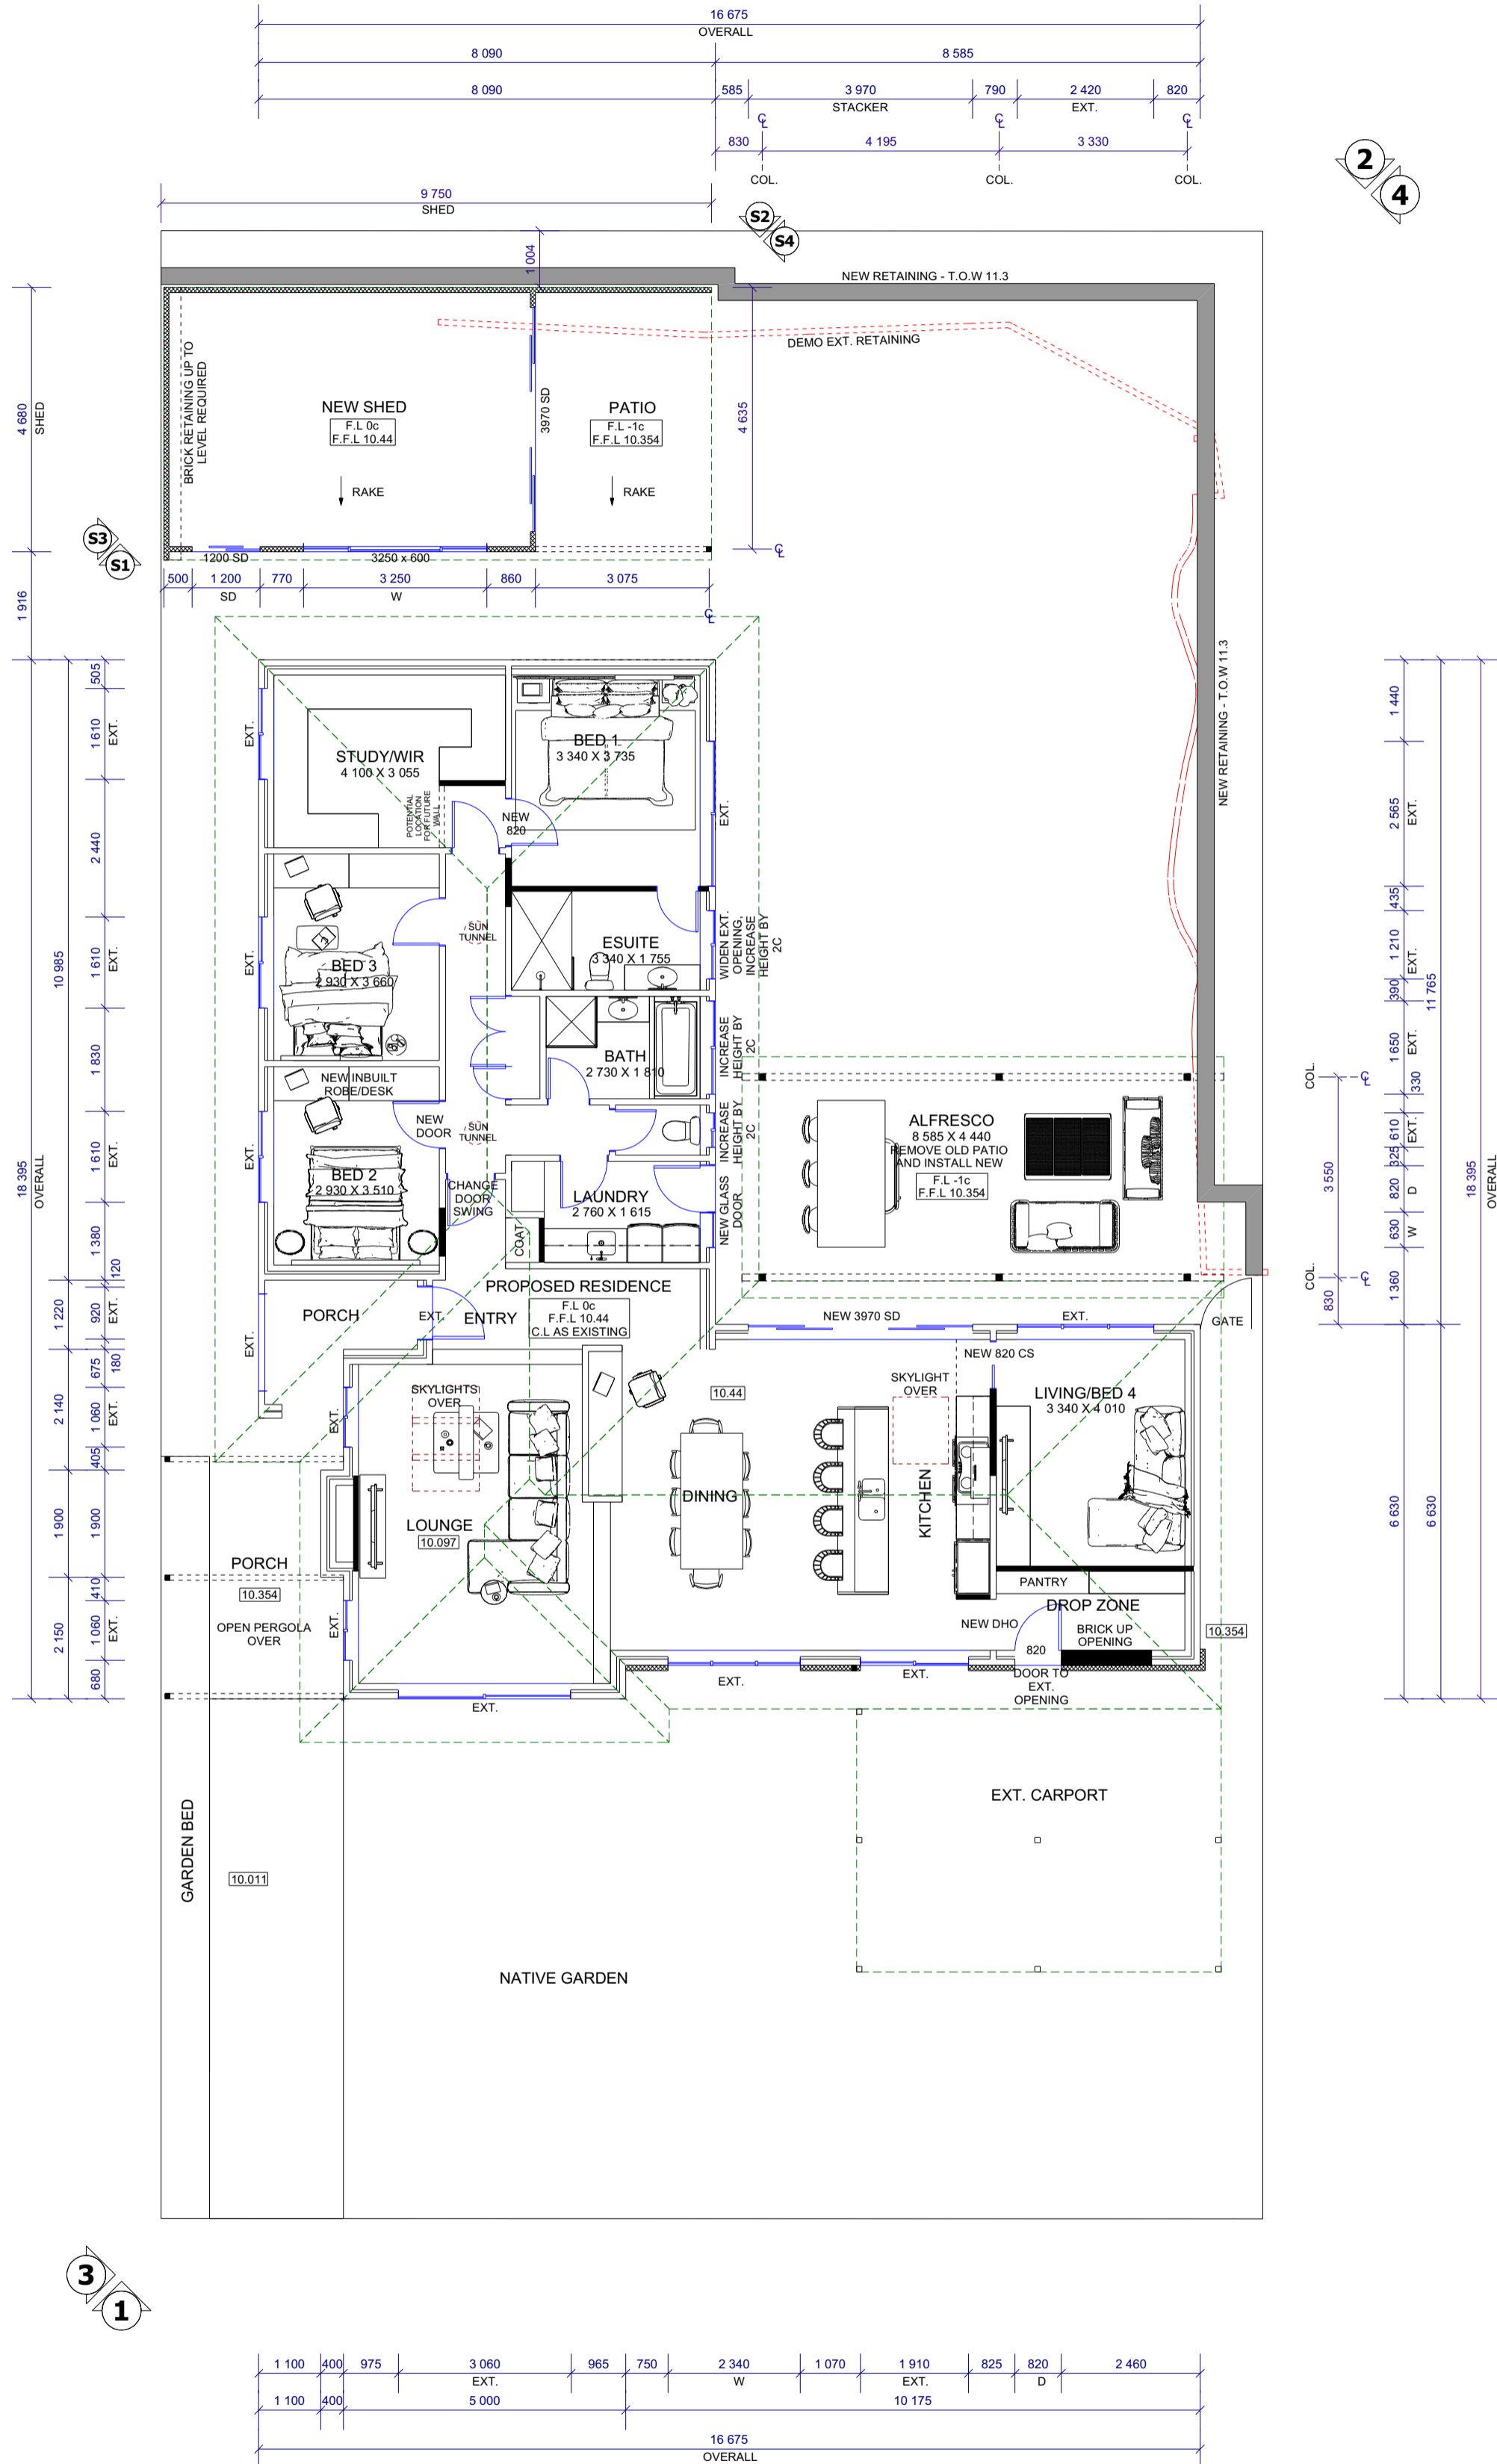 16 675
OVERALL
8 090
8 585
8 090
585
3 970
790
2 420
820
STACKER
EXT.
830
4 195
3 330
COL.
COL.
COL.
2
4
9 750
SHED
S2
S4
1 004
NEW RETAINING - T.O.W 11.3
DEMO EXT. RETAINING
4 680
SHED
BRICK RETAINING UP TO
LEVEL REQUIRED
NEW SHED
F.L 0c
F.F.L 10.44
RAKE
3970 SD
PATIO
F.L -1c
F.F.L 10.354
RAKE
4 635
S3
S1
1200 SD
3250 x 600
500
1 200
770
3 250
860
3 075
SD
W
1 916
NEW RETAINING - T.O.W 11.3
18 395
OVERALL
10 985
505
1 610
EXT.
2 440
1 610
EXT.
1 830
1 610
EXT.
1 380
120
1 220
920
EXT.
180
2 140
675
1 060
EXT.
405
1 900
1 900
2 150
410
1 060
EXT.
680
EXT.
STUDY/WIR
4 100 X 3 055
POTENTIAL
LOCATION
FOR FUTURE
WALL
NEW
820
BED 1
3 340 X 3 735
EXT.
EXT.
BED 3
2 930 X 3 660
SUN
TUNNEL
ESUITE
3 340 X 1 755
WIDEN EXT.
OPENING,
INCREASE
HEIGHT BY
2C
BATH
2 730 X 1 810
INCREASE
HEIGHT BY
2C
NEW INBUILT
ROBE/DESK
NEW
DOOR
SUN
TUNNEL
INCREASE
HEIGHT BY
2C
EXT.
BED 2
2 930 X 3 510
CHANGE
DOOR
SWING
COAT
LAUNDRY
2 760 X 1 615
NEW GLASS
DOOR
ALFRESCO
8 585 X 4 440
REMOVE OLD PATIO
AND INSTALL NEW
F.L -1c
F.F.L 10.354
COL.
3 550
COL.
830
1 440
2 565
EXT.
435
1 210
EXT.
390
1 650
EXT.
330
610
EXT.
325
820
D
630
W
1 360
6 630
11 765
6 630
18 395
OVERALL
PORCH
EXT.
EXT.
ENTRY
PROPOSED RESIDENCE
F.L 0c
F.F.L 10.44
C.L AS EXISTING
NEW 3970 SD
EXT.
GATE
NEW 820 CS
SKYLIGHTS
OVER
EXT.
10.44
SKYLIGHT
OVER
LIVING/BED 4
3 340 X 4 010
DINING
KITCHEN
LOUNGE
10.097
PORCH
10.354
OPEN PERGOLA
OVER
EXT.
PANTRY
DROP ZONE
NEW DHO
820
BRICK UP
OPENING
10.354
EXT.
EXT.
EXT.
DOOR TO
EXT.
OPENING
EXT. CARPORT
GARDEN BED
10.011
NATIVE GARDEN
3
1
1 100
400
975
3 060
965
750
2 340
1 070
1 910
825
820
2 460
EXT.
W
EXT.
D
1 100
400
5 000
10 175
16 675
OVERALL